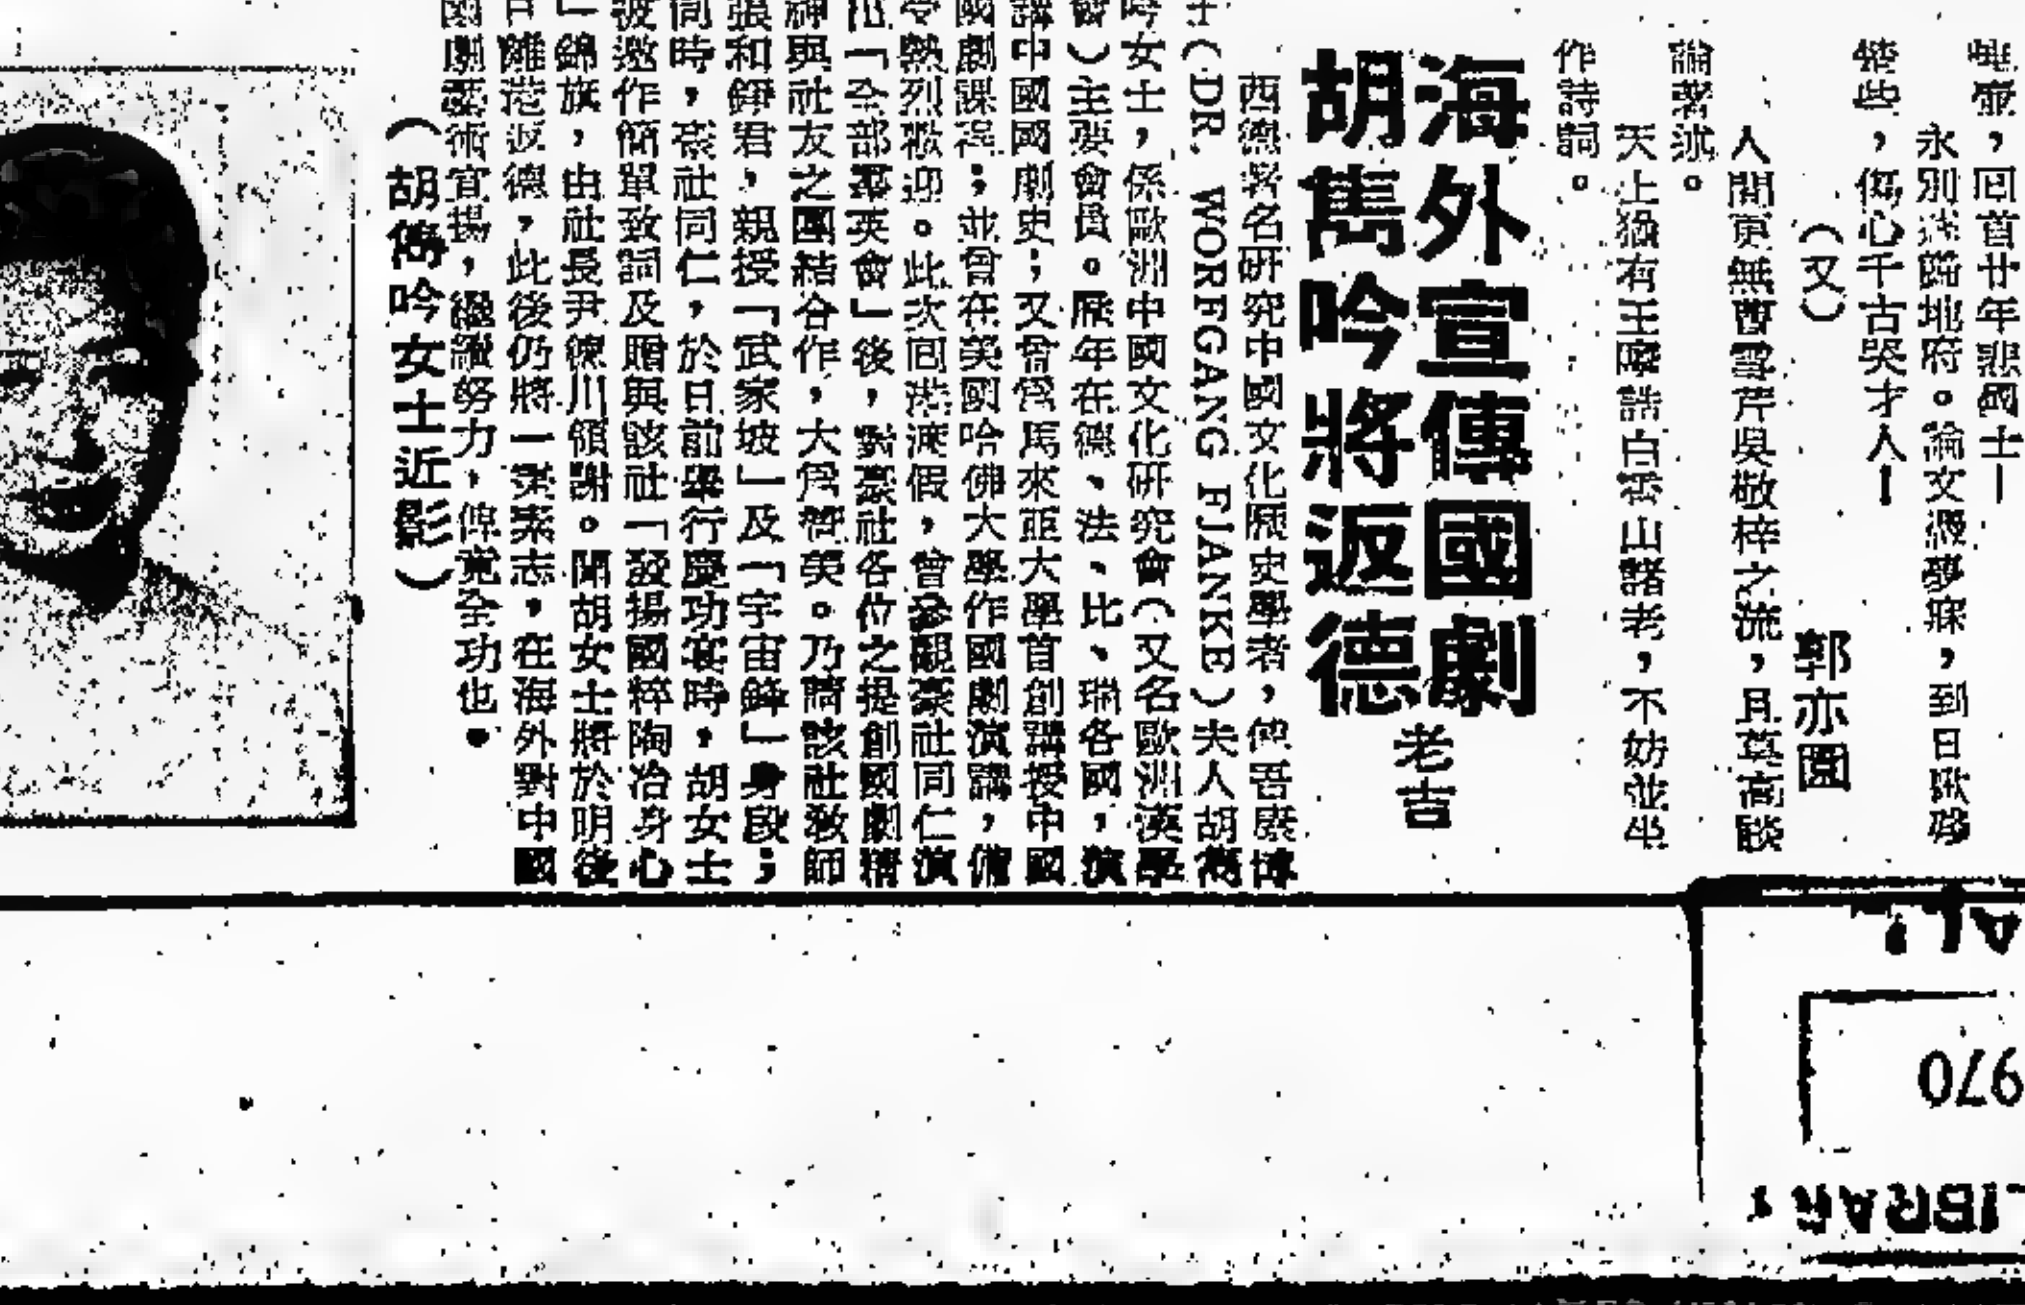 回首廿年悲國士—
永別迷歸地府。論文憑夢寐,到日
楚些,傷心千古哭才人—
(又) 郭亦園
人間更無曹雪芹吳敬梓之流,且尊高談
論著述。
天上猶有王 白 山諸老,不妨並坐
作詩詞。
海外宣傳國劇
胡雋吟將返德
老吉
西德著名研究中國文化歷史學者,傅吾康博
士(DR. WORFGANG FJANKE)夫人胡雋
吟女士,係歐洲中國文化研究會(又名歐洲漢學
會)主要會員。歷年在德、法、比、瑞各國,演
講中國國劇史;又曾爲馬來亞大學首創講授中國
國劇課程;並曾在美國哈佛大學作國劇演講,備
令熱烈歡迎。此次回港渡假,曾參觀豪社同仁演
出「全部羣英會」後,對豪社各位之提創國劇精
神與社友之團結合作,大爲贊美。乃請該社教師
張和錚君,親授「武家坡」及「宇宙鋒」身段;
同時,豪社同仁,於日前舉行慶功宴時,胡女士
被邀作簡單致詞及贈與該社「發揚國粹陶冶身心
」錦旗,由社長尹德川領謝。聞胡女士將於明後
日離港返德,此後仍將一秉素志,在海外對中國
國劇藝術宣揚,繼續努力,俾竟全功也。
(胡雋吟女士近影)
970
LIBRARY